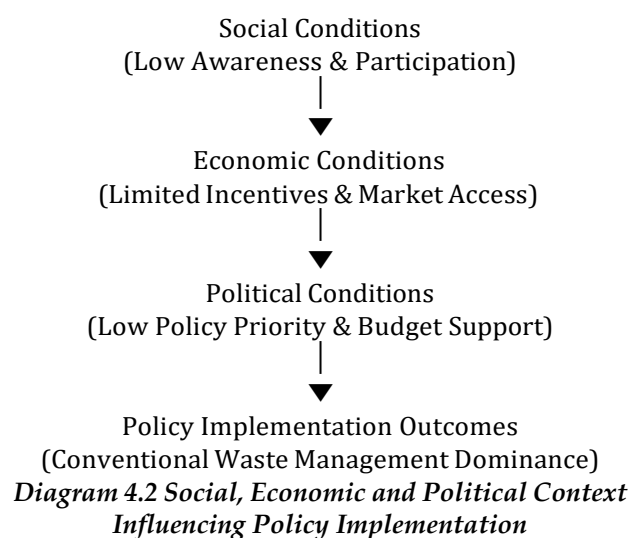 Social Conditions
(Low Awareness & Participation)
Economic Conditions
(Limited Incentives & Market Access)
Political Conditions
(Low Policy Priority & Budget Support)
Policy Implementation Outcomes
(Conventional Waste Management Dominance)
Diagram 4.2 Social, Economic and Political Context
Influencing Policy Implementation